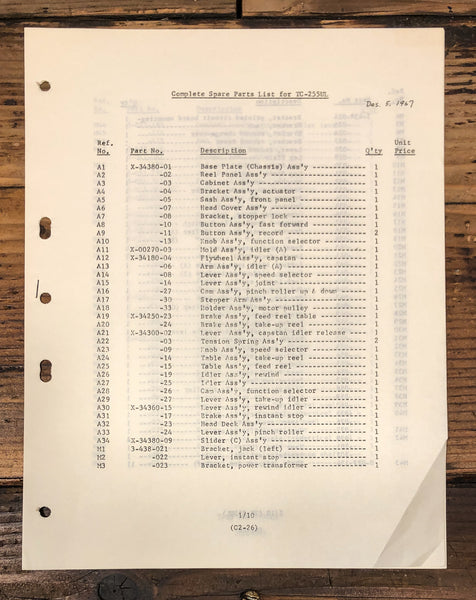 Complete Spare Parts List for TC-255UL
Dec. 5, 1967
Ref. No. Part No. Description Q'ty Unit Price
A1 X-34380-01 Base Plate (Chassis) Ass'y 1
A2 -02 Reel Panel Ass'y 1
A3 -03 Cabinet Ass'y 1
A4 -04 Bracket Ass'y, actuator 1
A5 -05 Sash Ass'y, front panel 1
A6 -07 Head Cover Ass'y 1
A7 -08 Bracket, stopper lock 1
A8 -10 Button Ass'y, fast forward 1
A9 -11 Button Ass'y, record 2
A10 -13 Knob Ass'y, function selector 1
A11 X-00270-03 Hold Ass'y, idler (A) 1
A12 X-34180-04 Flywheel Ass'y, capstan 1
A13 -06 Arm Ass'y, idler (A) 1
A14 -08 Lever Ass'y, speed selector 1
A15 -14 Lever Ass'y, joint 1
A16 -27 Cam Ass'y, pinch roller up & down 1
A17 -30 Stopper Arm Ass'y 1
A18 -33 Holder Ass'y, motor pulley 1
A19 X-34250-23 Brake Ass'y, feed reel table 1
A20 -24 Brake Ass'y, take-up reel 1
A21 X-34300-02 Lever Ass'y, capstan idler release 1
A22 -03 Tension Spring Ass'y 2
A23 -09 Knob Ass'y, speed selector 1
A24 -14 Table Ass'y, take-up reel 1
A25 -15 Table Ass'y, feed reel 1
A26 -19 Idler Ass'y, rewind 1
A27 -25 Idler Ass'y 1
A28 -26 Cam Ass'y, function selector 1
A29 -27 Lever Ass'y, take-up idler 1
A30 X-34360-15 Lever Ass'y, rewind idler 1
A31 -17 Brake Ass'y, instant stop 1
A32 -23 Head Deck Ass'y 1
A33 -24 Lever Ass'y, pinch roller 1
A34 X-34380-09 Slider (C) Ass'y 1
M1 3-438-021 Bracket, jack (left) 1
M2 -022 Lever, instant stop 1
M3 -023 Bracket, power transformer 1
1/10
(C2-26)